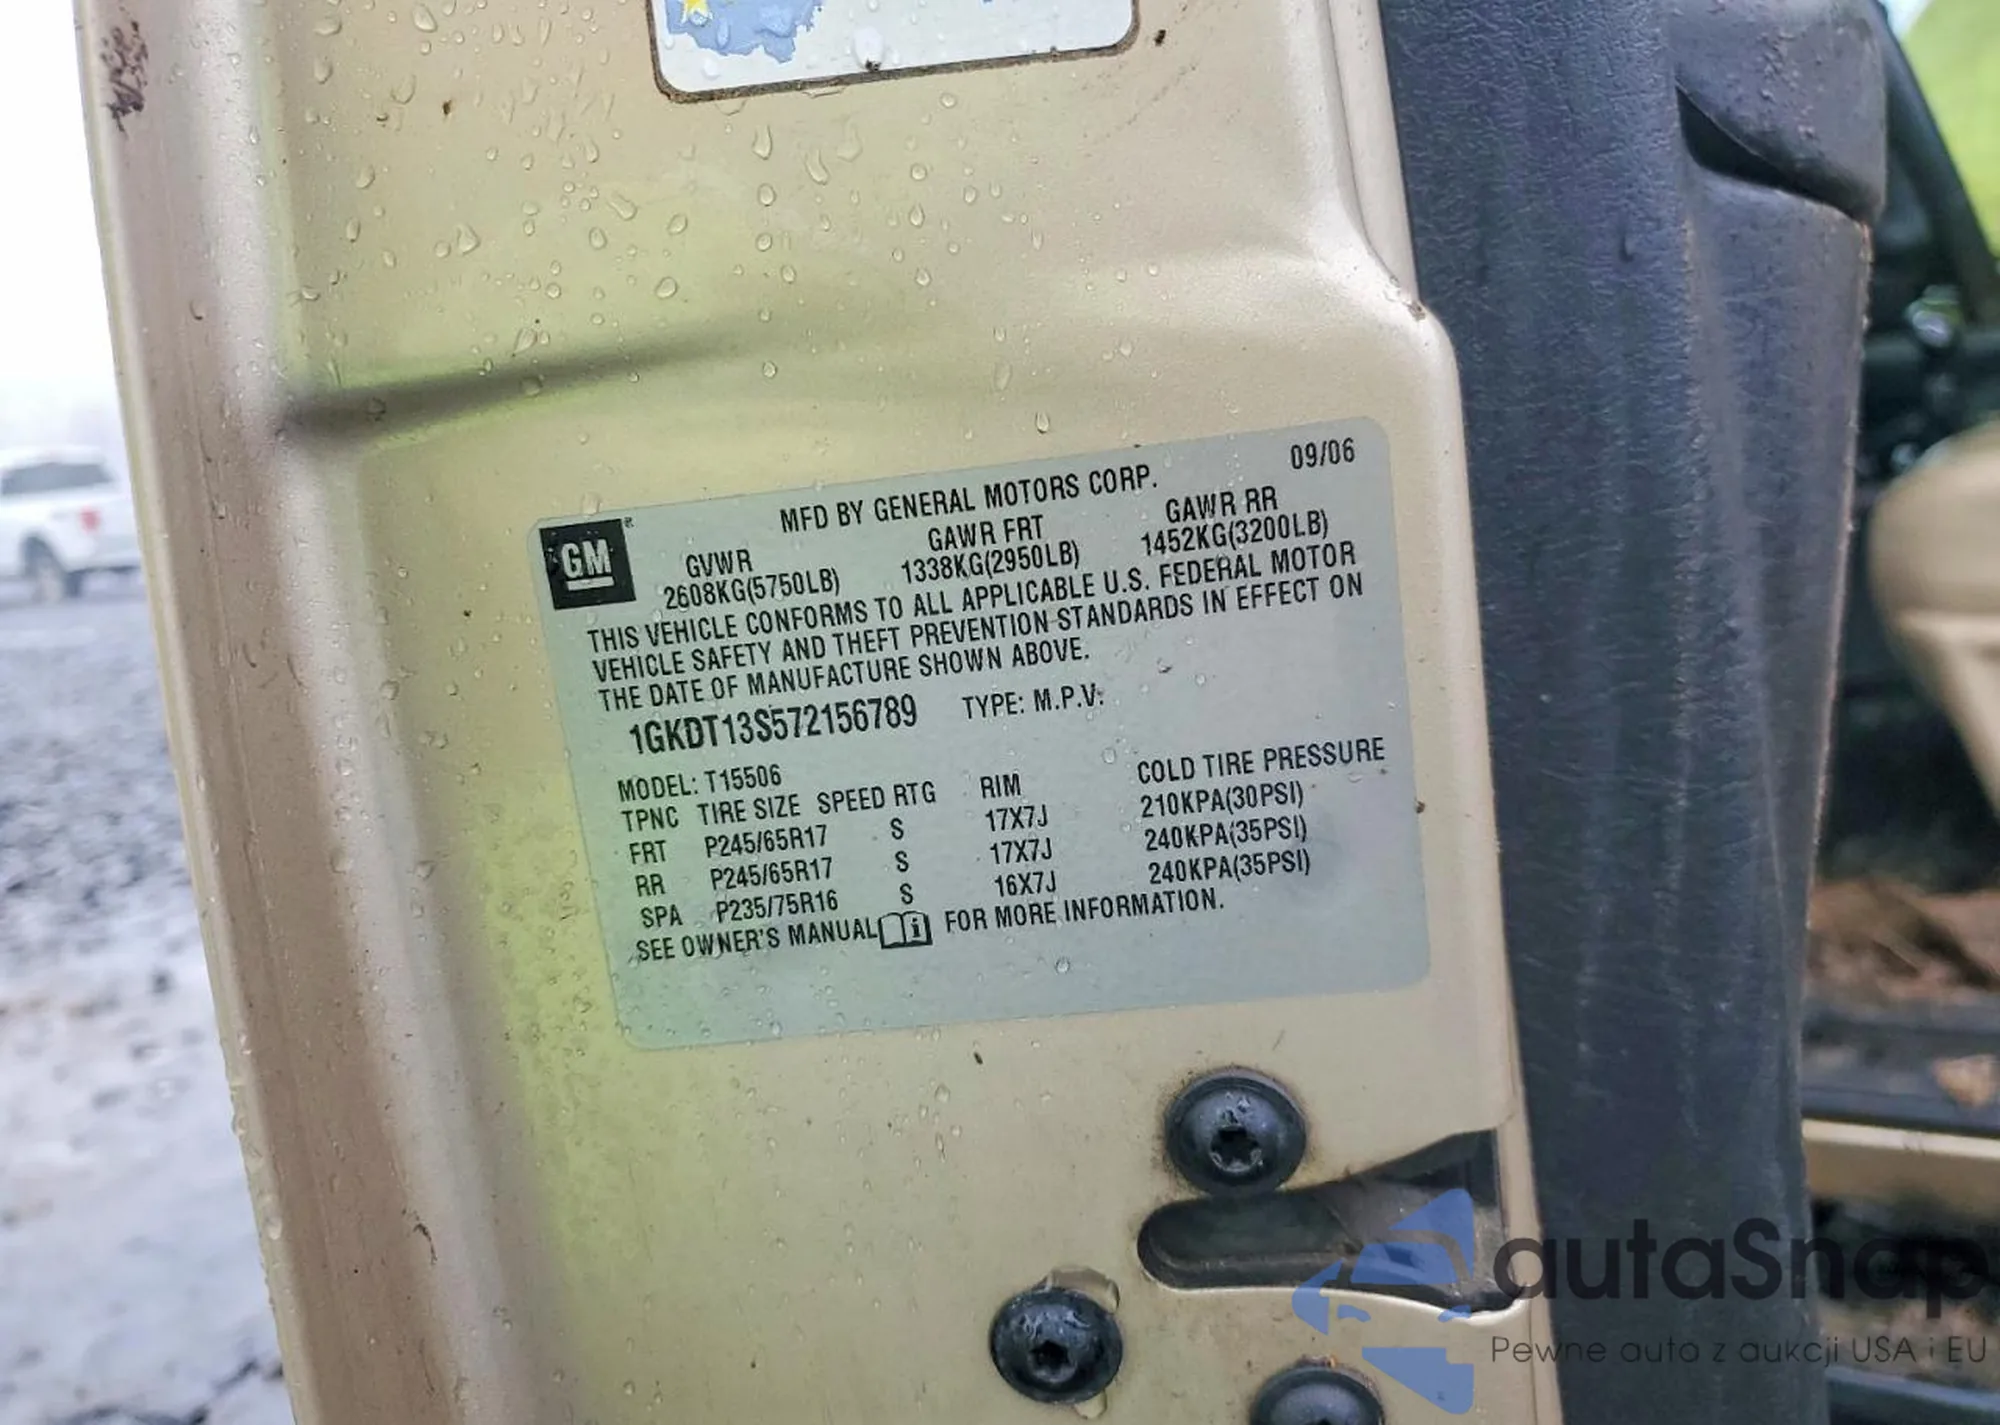 09/06
MFD BY GENERAL MOTORS CORP.
GM
GVWR GAWR FRT GAWR RR
2608KG(5750LB) 1338KG(2950LB) 1452KG(3200LB)
THIS VEHICLE CONFORMS TO ALL APPLICABLE U.S. FEDERAL MOTOR
VEHICLE SAFETY AND THEFT PREVENTION STANDARDS IN EFFECT ON
THE DATE OF MANUFACTURE SHOWN ABOVE.
1GKDT13S572156789 TYPE: M.P.V.
MODEL: T15506
TPNC TIRE SIZE SPEED RTG RIM COLD TIRE PRESSURE
FRT P245/65R17 S 17X7J 210KPA(30PSI)
RR P245/65R17 S 17X7J 240KPA(35PSI)
SPA P235/75R16 S 16X7J 240KPA(35PSI)
SEE OWNER'S MANUAL FOR MORE INFORMATION.
autaSnap
Pewne auta z aukcji USA i EU